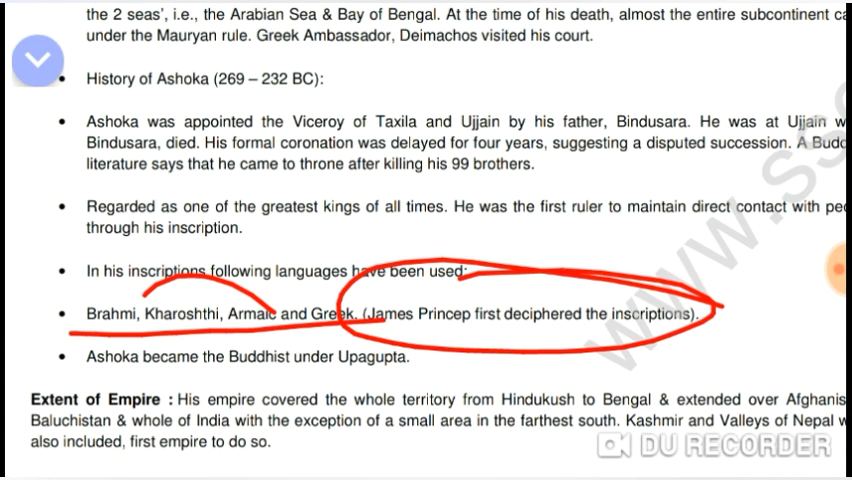 the 2 seas', i.e., the Arabian Sea & Bay of Bengal. At the time of his death, almost the entire subcontinent
under the Mauryan rule. Greek Ambassador, Deimachos visited his court.
• History of Ashoka (269 – 232 BC):
• Ashoka was appointed the Viceroy of Taxila and Ujjain by his father, Bindusara. He was at Ujjain
Bindusara, died. His formal coronation was delayed for four years, suggesting a disputed succession. A
literature says that he came to throne after killing his 99 brothers.
• Regarded as one of the greatest kings of all times. He was the first ruler to maintain direct contact with
through his inscription.
• In his inscriptions following languages have been used:
• Brahmi, Kharoshthi, Armaic and Greek. (James Princep first deciphered the inscriptions).
• Ashoka became the Buddhist under Upagupta.
Extent of Empire : His empire covered the whole territory from Hindukush to Bengal & extended over
Baluchistan & whole of India with the exception of a small area in the farthest south. Kashmir and Valleys of Nepal
also included, first empire to do so.
www.ss
DU RECORDER